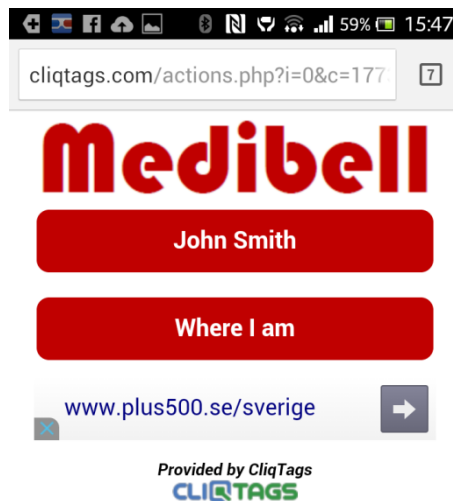 59% 15:47
cliqtags.com/actions.php?i=0&c=177
7
Medibell
John Smith
Where I am
www.plus500.se/sverige
Provided by CliqTags
CLIQTAGS